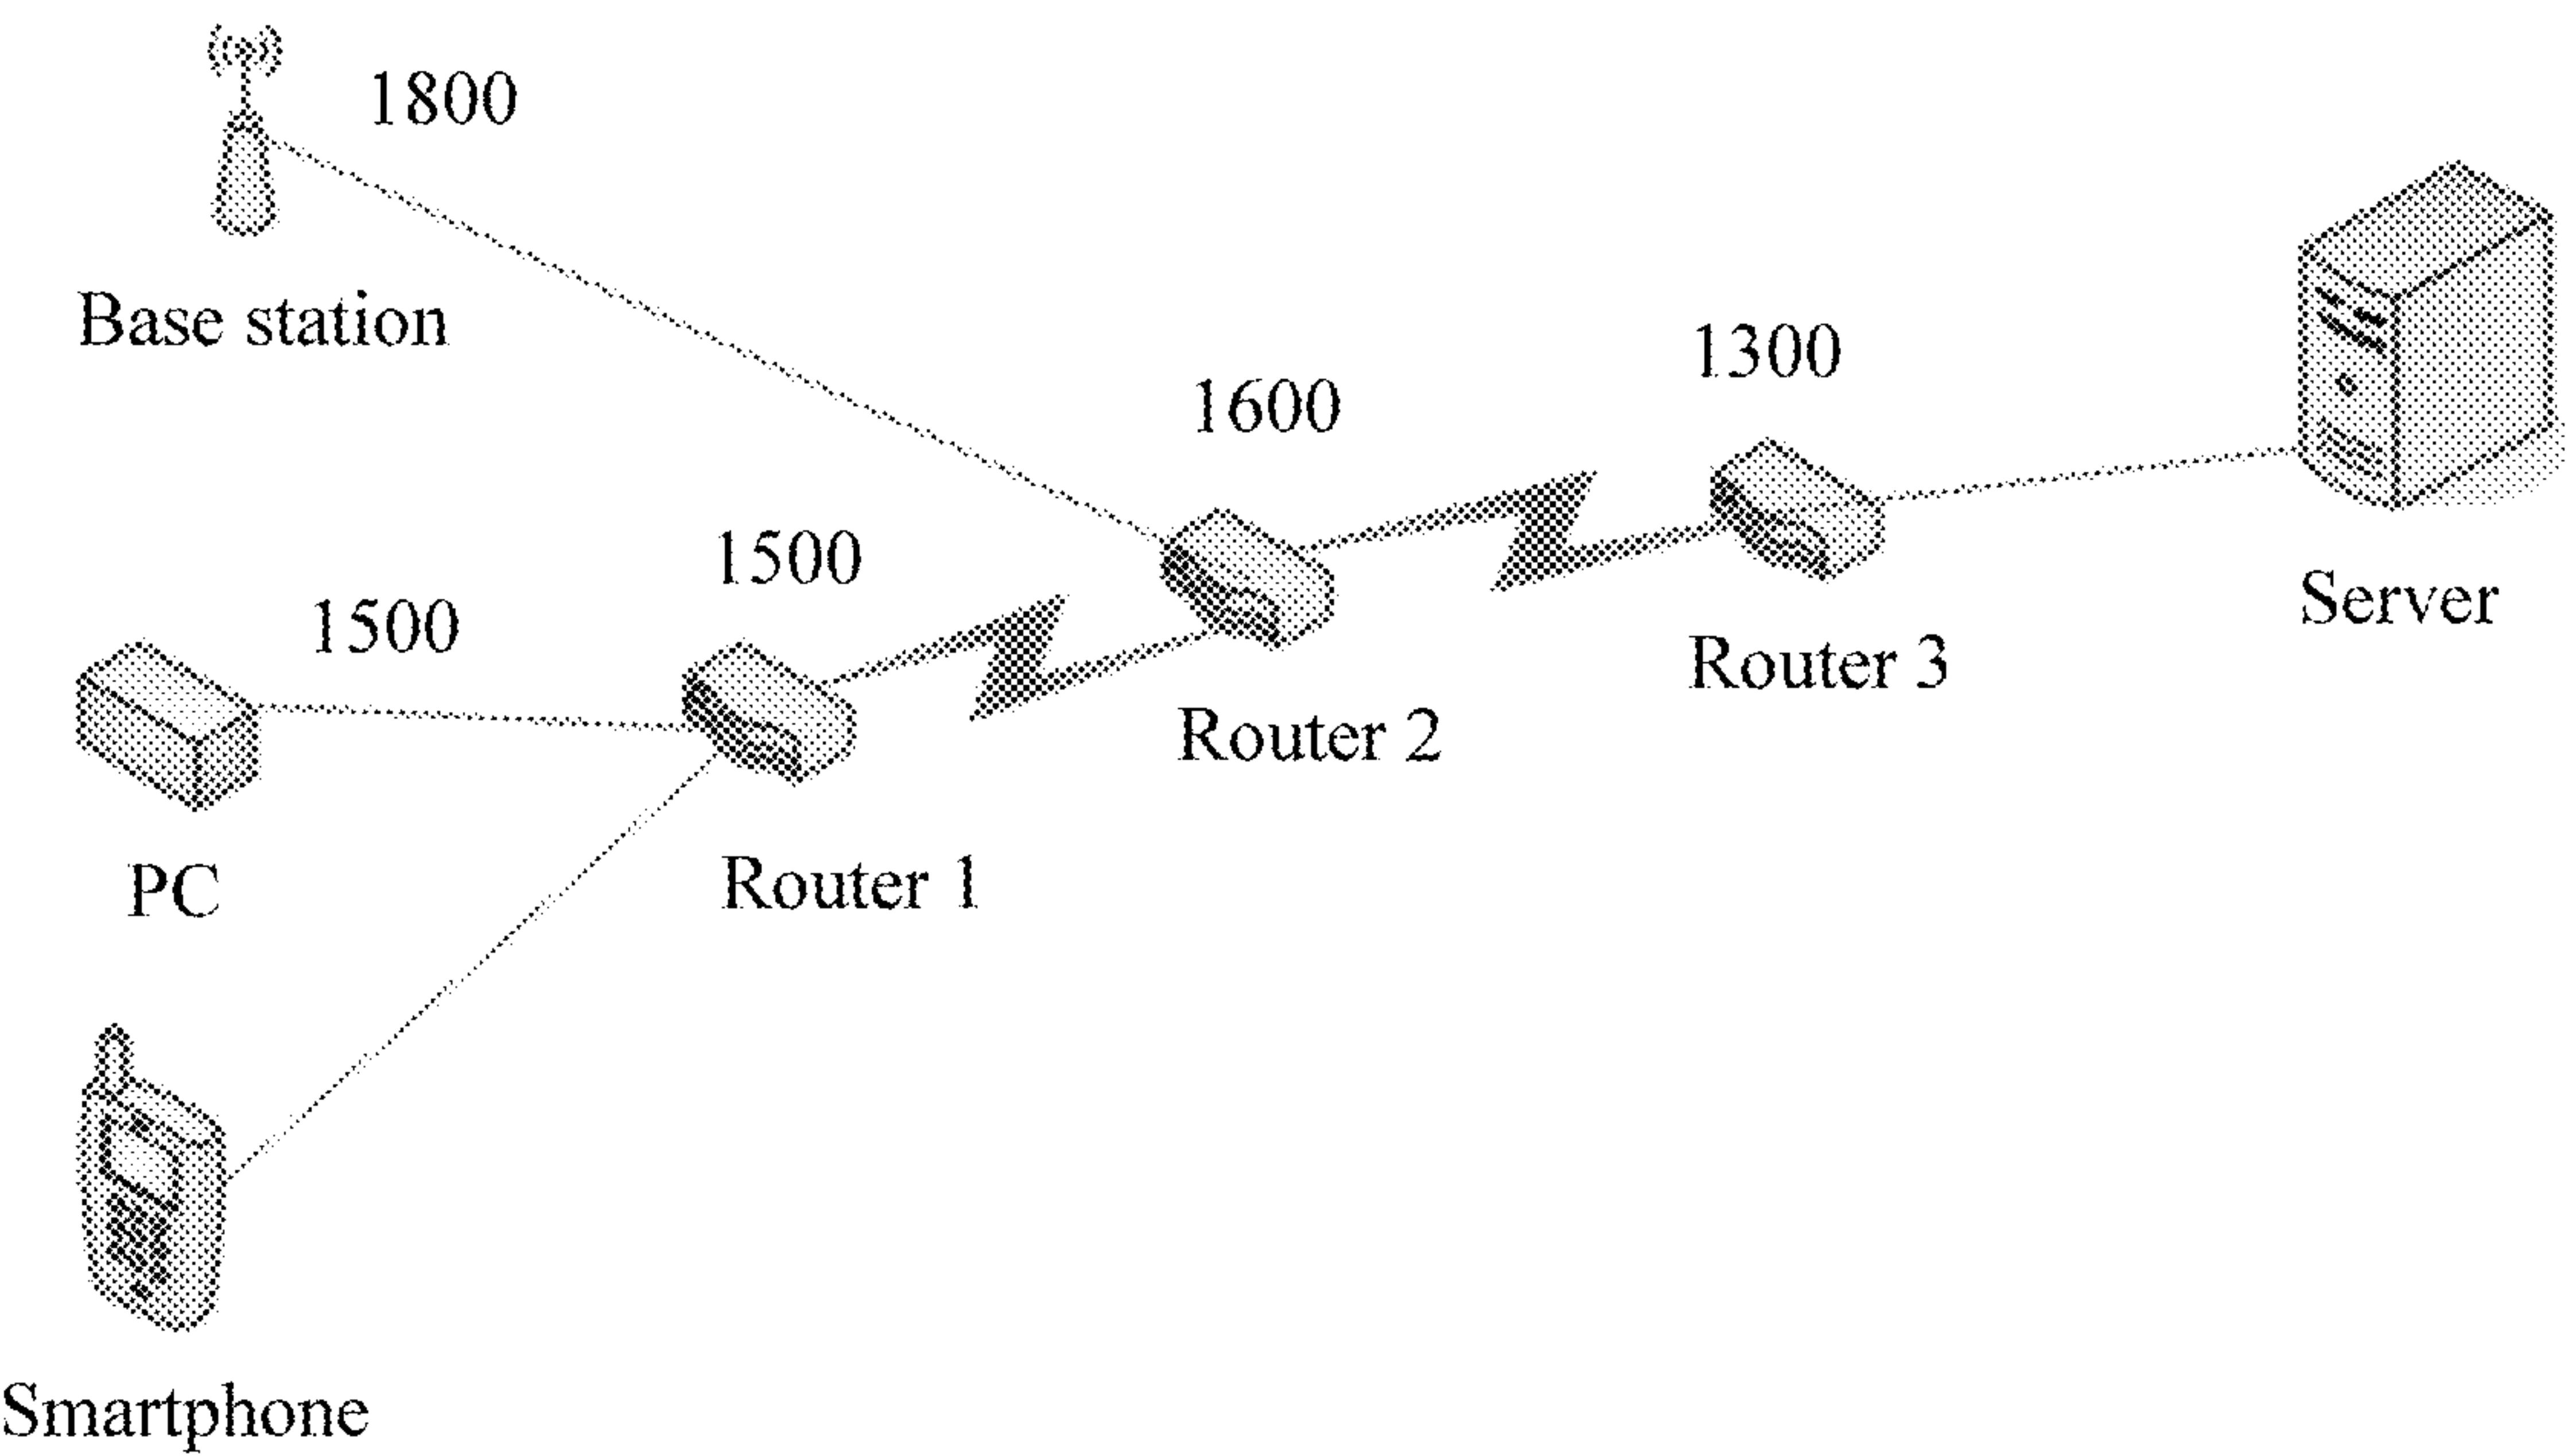 1800
Base station
1300
1600
1500
1500
Server
Router 3
Router 2
PC
Router 1
Smartphone